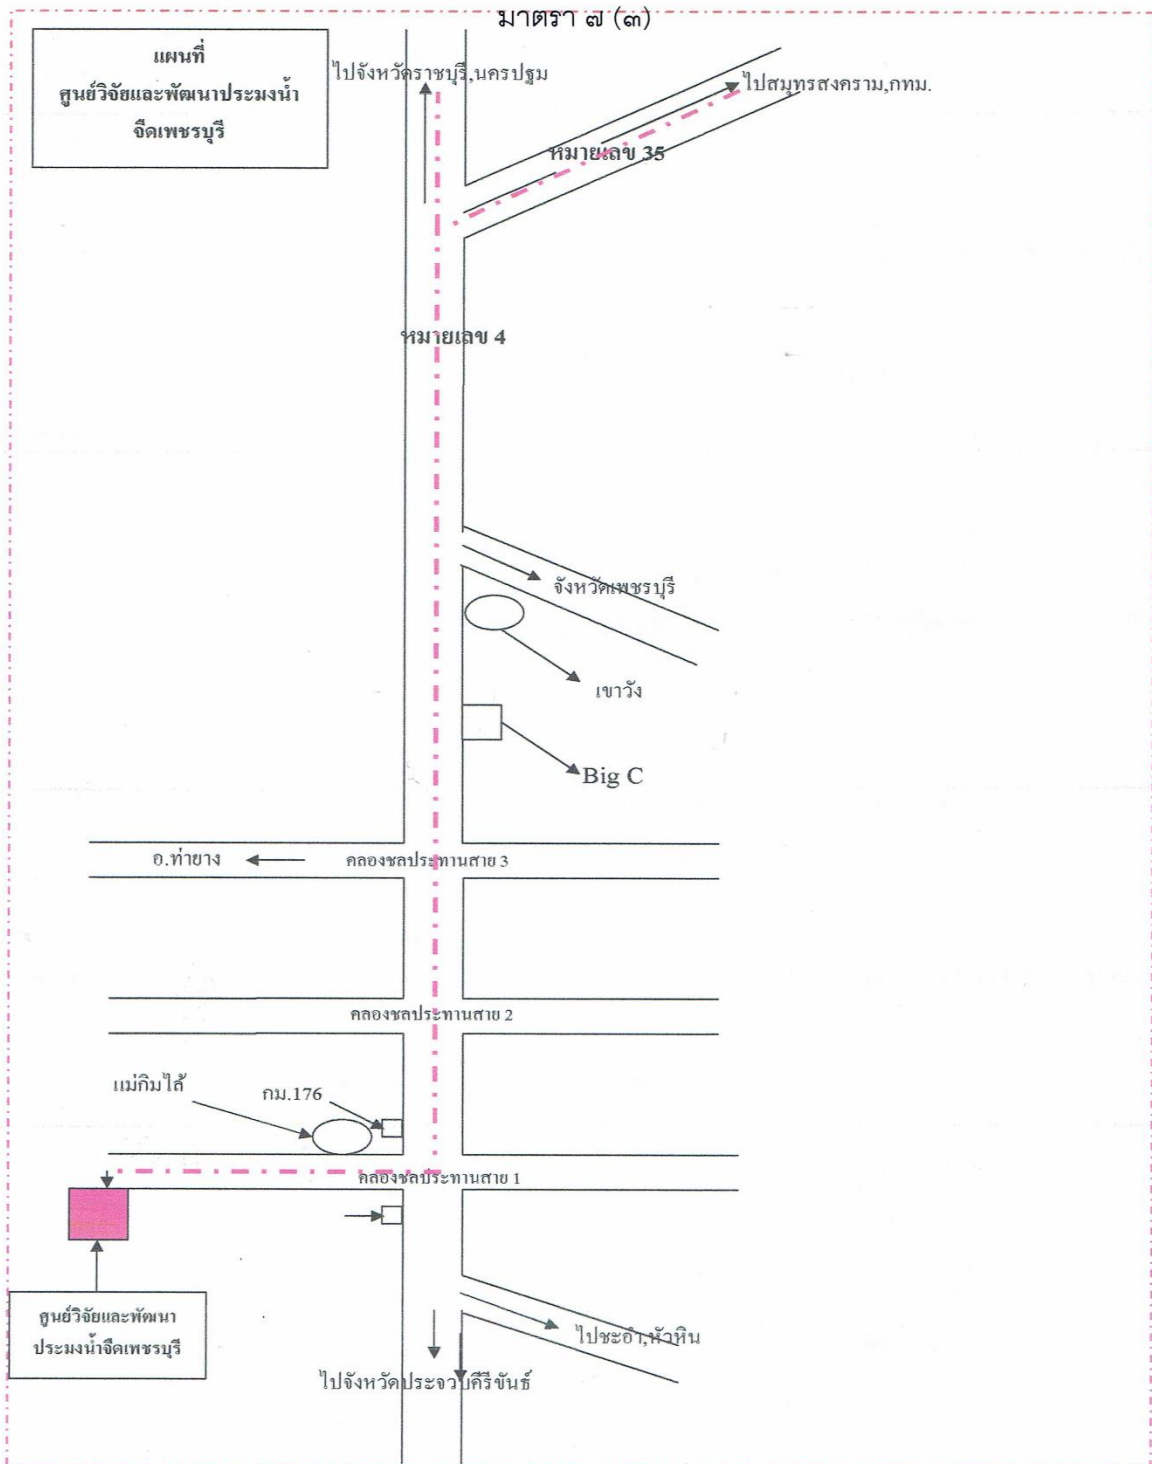 มาตรา ๗ (๓)
แผนที่
ศูนย์วิจัยและพัฒนาประมงน้ำ
จืดเพชรบุรี
ไปจังหวัดราชบุรี,นครปฐม
ไปสมุทรสงคราม,กทม.
หมายเลข 35
หมายเลข 4
จังหวัดเพชรบุรี
เขาวัง
Big C
อ.ท่ายาง
คลองชลประทานสาย 3
คลองชลประทานสาย 2
แม่กิมไล้
กม.176
คลองชลประทานสาย 1
ศูนย์วิจัยและพัฒนา
ประมงน้ำจืดเพชรบุรี
ไปชะอำ,หัวหิน
ไปจังหวัดประจวบคีรีขันธ์